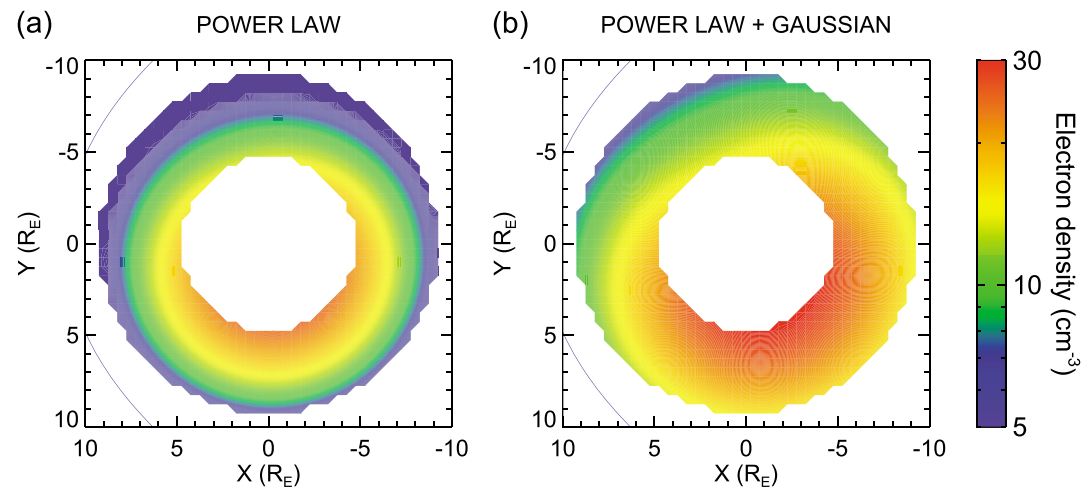 (a) POWER LAW
(b) POWER LAW + GAUSSIAN
-10
-5
0
5
10
Y (R_E)
10 5 0 -5 -10
X (R_E)
-10
-5
0
5
10
Y (R_E)
10 5 0 -5 -10
X (R_E)
30
10
5
Electron density (cm⁻³)